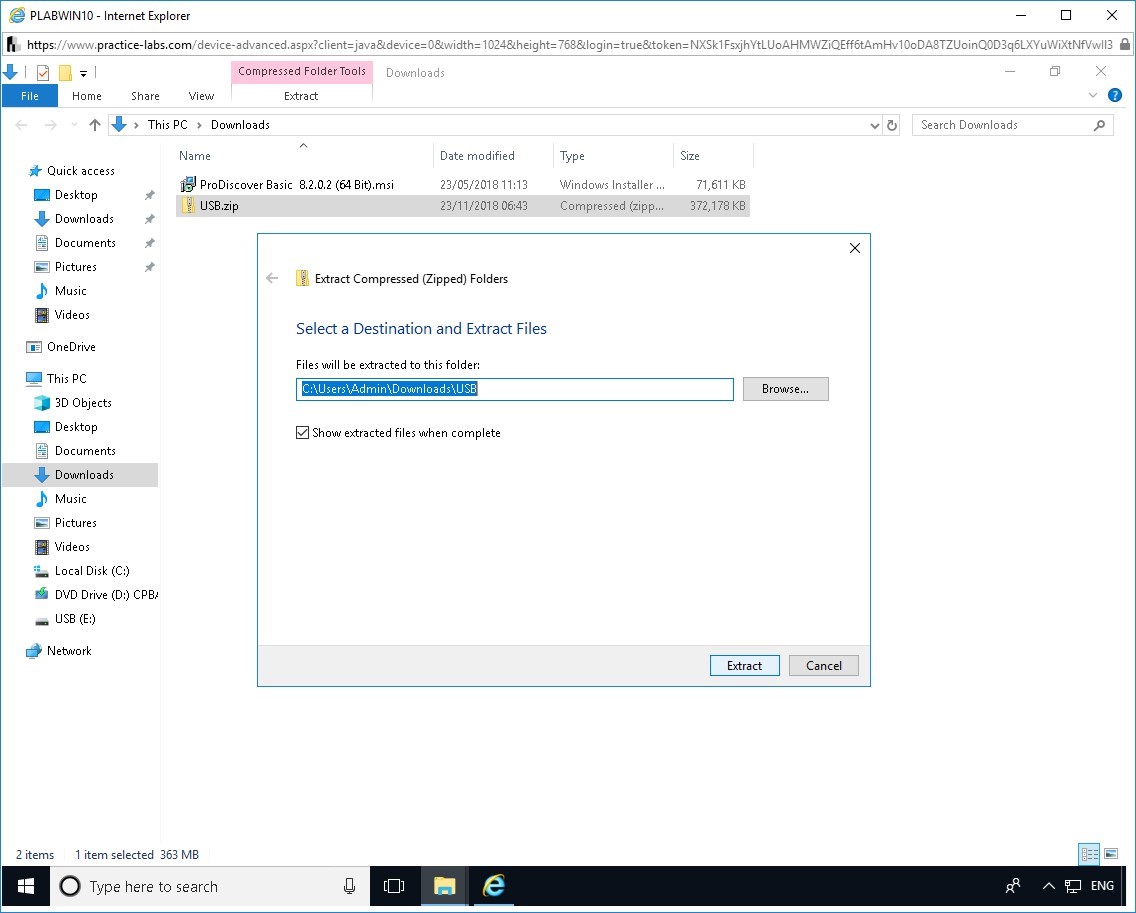 PLABWIN10 - Internet Explorer
https://www.practice-labs.com/device-advanced.aspx?client=java&device=0&width=1024&height=768&login=true&token=
Compressed Folder Tools
Downloads
File
Home
Share
View
Extract
This PC > Downloads
Search Downloads
Name
Date modified
Type
Size
ProDiscover Basic 8.2.0.2 (64 Bit).msi 23/05/2018 11:13 Windows Installer ... 71,611 KB
USB.zip 23/11/2018 06:43 Compressed (zipp... 372,178 KB
Quick access
Desktop
Downloads
Documents
Pictures
Music
Videos
OneDrive
This PC
3D Objects
Desktop
Documents
Downloads
Music
Pictures
Videos
Local Disk (C:)
DVD Drive (D:) CPBA
USB (E:)
Network
Extract Compressed (Zipped) Folders
Select a Destination and Extract Files
Files will be extracted to this folder:
C:\Users\Admin\Downloads\USB
Browse...
Show extracted files when complete
Extract
Cancel
2 items
1 item selected 363 MB
Type here to search
ENG